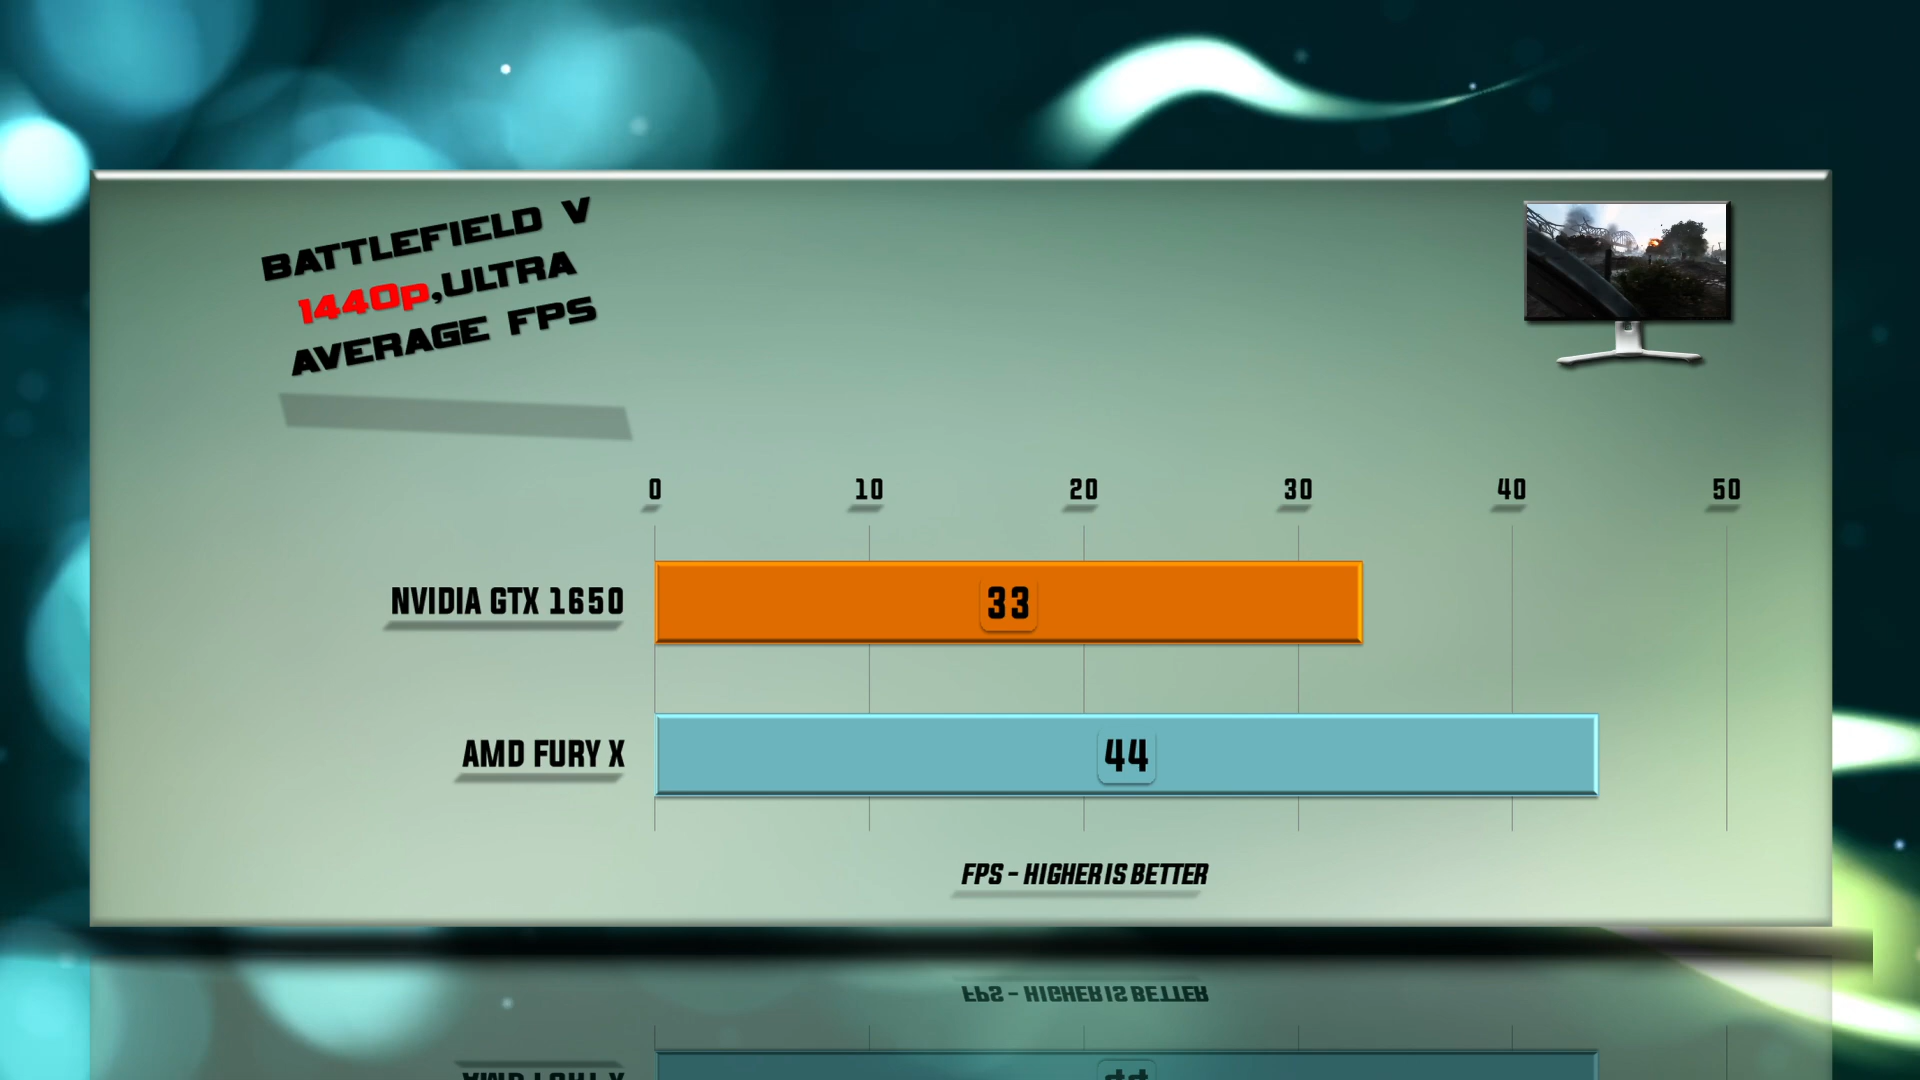 BATTLEFIELD V
1440p,ULTRA
AVERAGE FPS
0 10 20 30 40 50
NVIDIA GTX 1650 33
AMD FURY X 44
FPS - HIGHER IS BETTER